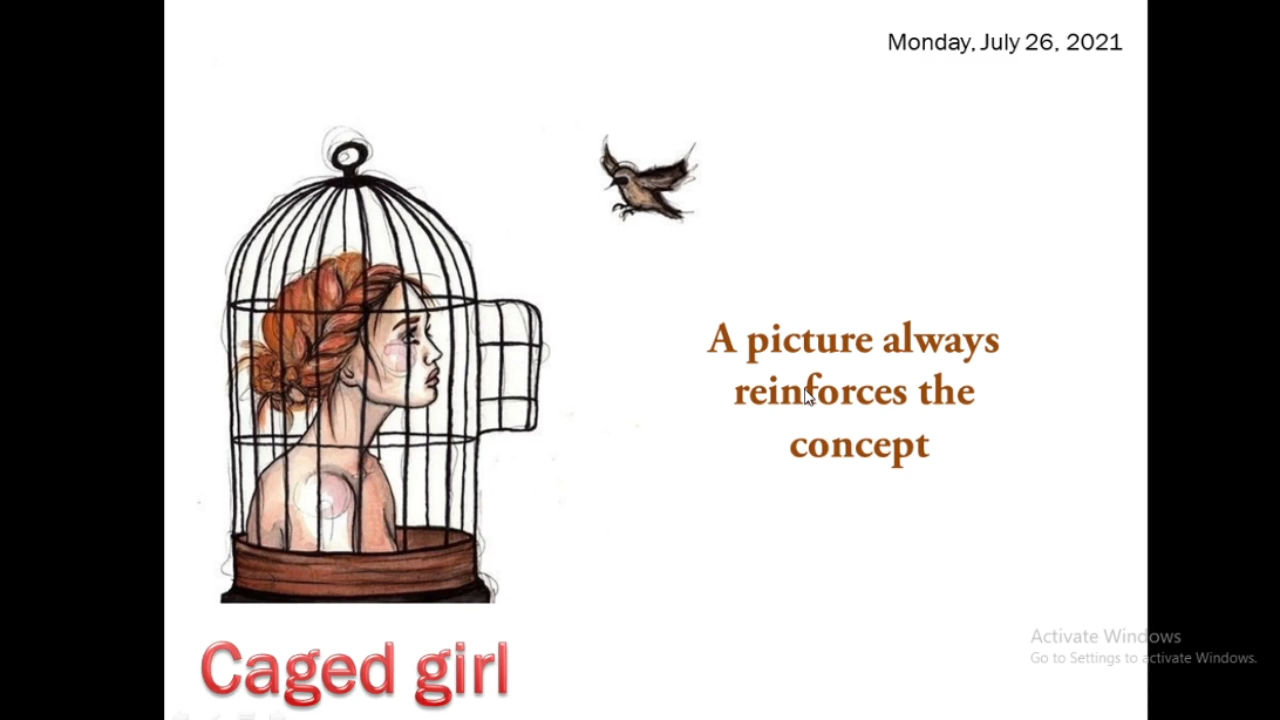 Monday, July 26, 2021
A picture always
reinforces the
concept
Activate Windows
Go to Settings to activate Windows.
Caged girl